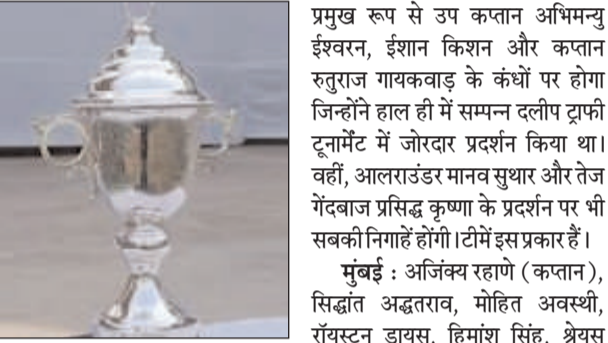 प्रमुख रूप से उप कप्तान अभिमन्यु
ईश्वरन, ईशान किशन और कप्तान
रुतुराज गायकवाड़ के कंधों पर होगा
जिन्होंने हाल ही में सम्पन्न दलीप ट्राफी
टूनार्मेंट में जोरदार प्रदर्शन किया था।
वहीं, आलराउंडर मानव सुथार और तेज
गेंदबाज प्रसिद्ध कृष्णा के प्रदर्शन पर भी
सबकी निगाहें होंगी।टीमें इस प्रकार हैं।
मुंबई : अजिंक्य रहाणे (कप्तान),
सिद्धांत अद्धतराव, मोहित अवस्थी,
रॉयस्टन डायस, हिमांश सिंह, श्रेयस